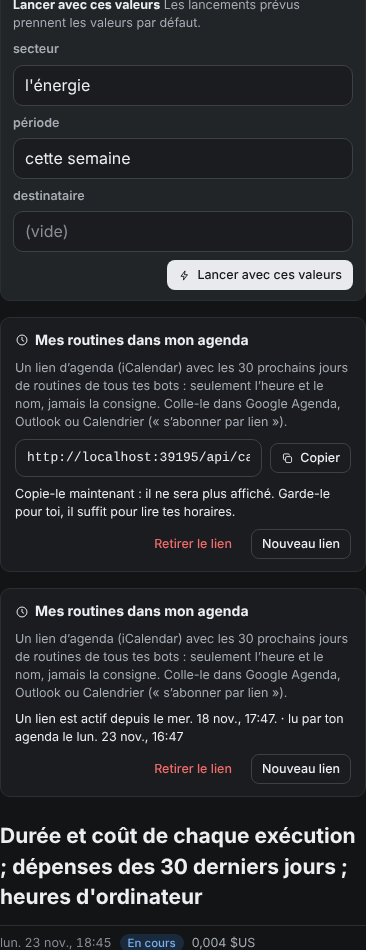 Lancer avec ces valeurs Les lancements prévus
prennent les valeurs par défaut.
secteur
l'énergie
période
cette semaine
destinataire
(vide)
Lancer avec ces valeurs
Mes routines dans mon agenda
Un lien d’agenda (iCalendar) avec les 30 prochains jours
de routines de tous tes bots : seulement l’heure et le
nom, jamais la consigne. Colle-le dans Google Agenda,
Outlook ou Calendrier (« s’abonner par lien »).
http://localhost:39195/api/ca
Copier
Copie-le maintenant : il ne sera plus affiché. Garde-le
pour toi, il suffit pour lire tes horaires.
Retirer le lien
Nouveau lien
Mes routines dans mon agenda
Un lien d’agenda (iCalendar) avec les 30 prochains jours
de routines de tous tes bots : seulement l’heure et le
nom, jamais la consigne. Colle-le dans Google Agenda,
Outlook ou Calendrier (« s’abonner par lien »).
Un lien est actif depuis le mer. 18 nov., 17:47. · lu par ton
agenda le lun. 23 nov., 16:47
Retirer le lien
Nouveau lien
Durée et coût de chaque exécution
; dépenses des 30 derniers jours ;
heures d'ordinateur
lun. 23 nov., 18:45 En cours 0,004 $US